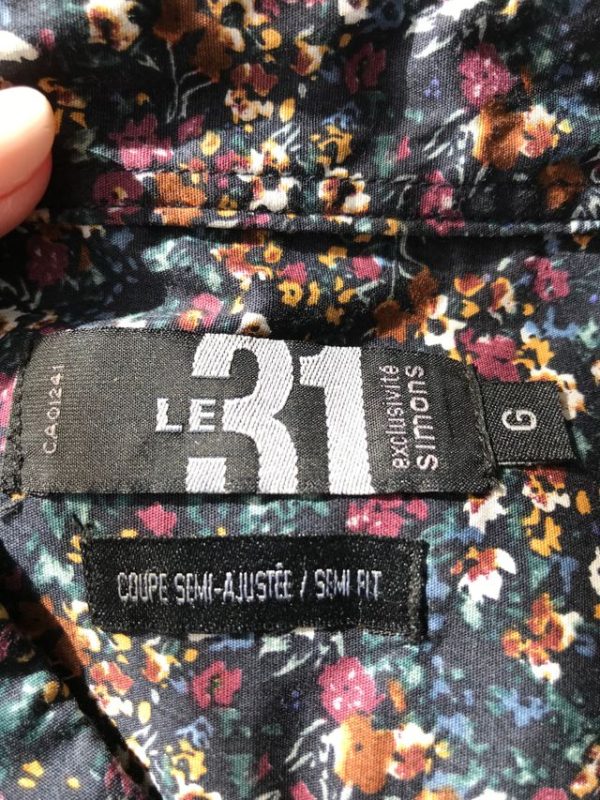 CA01241
LE 31
exclusivité
simons
G
COUPE SEMI-AJUSTÉE / SEMI FIT